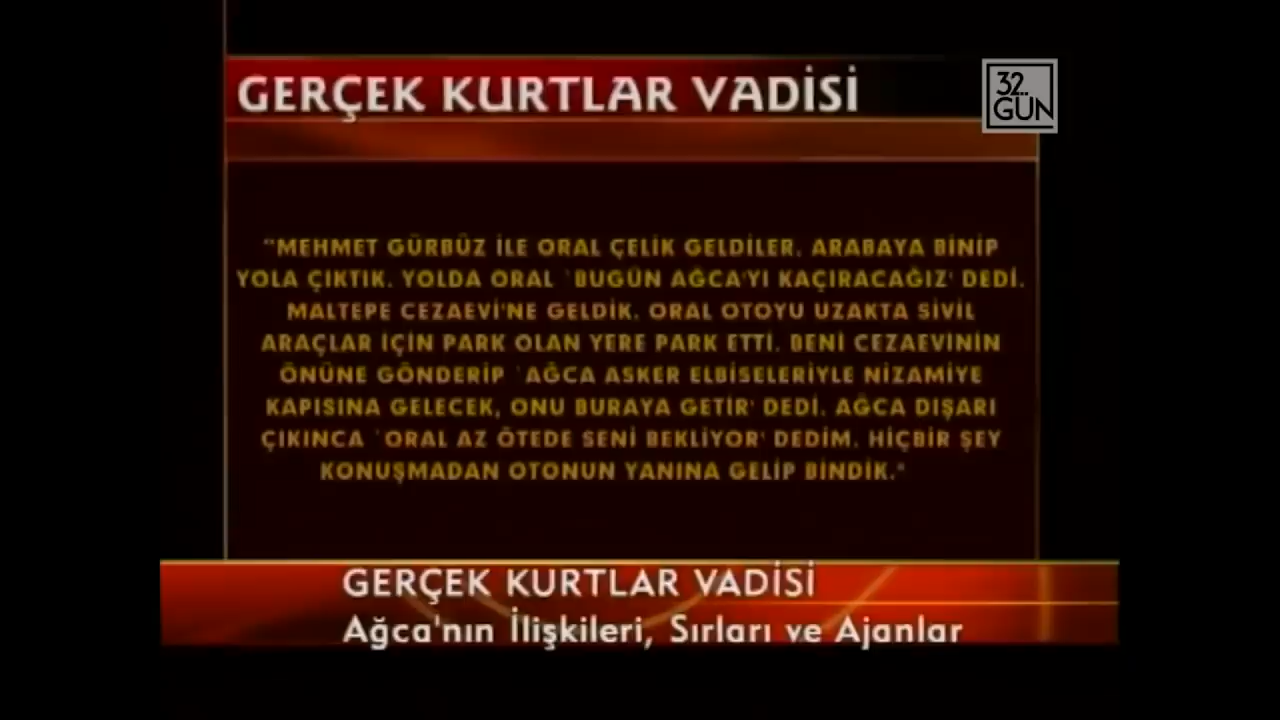 GERÇEK KURTLAR VADİSİ
32.
GÜN
"MEHMET GÜRBÜZ İLE ORAL ÇELİK GELDİLER. ARABAYA BİNİP
YOLA ÇIKTIK. YOLDA ORAL `BUGÜN AĞCA'YI KAÇIRACAĞIZ' DEDİ.
MALTEPE CEZAEVİ'NE GELDİK. ORAL OTOYU UZAKTA SİVİL
ARAÇLAR İÇİN PARK OLAN YERE PARK ETTİ. BENİ CEZAEVİNİN
ÖNÜNE GÖNDERİP `AĞCA ASKER ELBİSELERİYLE NİZAMİYE
KAPISINA GELECEK, ONU BURAYA GETİR' DEDİ. AĞCA DIŞARI
ÇIKINCA `ORAL AZ ÖTEDE SENİ BEKLİYOR' DEDİM. HİÇBİR ŞEY
KONUŞMADAN OTONUN YANINA GELİP BİNDİK."
GERÇEK KURTLAR VADİSİ
Ağca'nın İlişkileri, Sırları ve Ajanlar